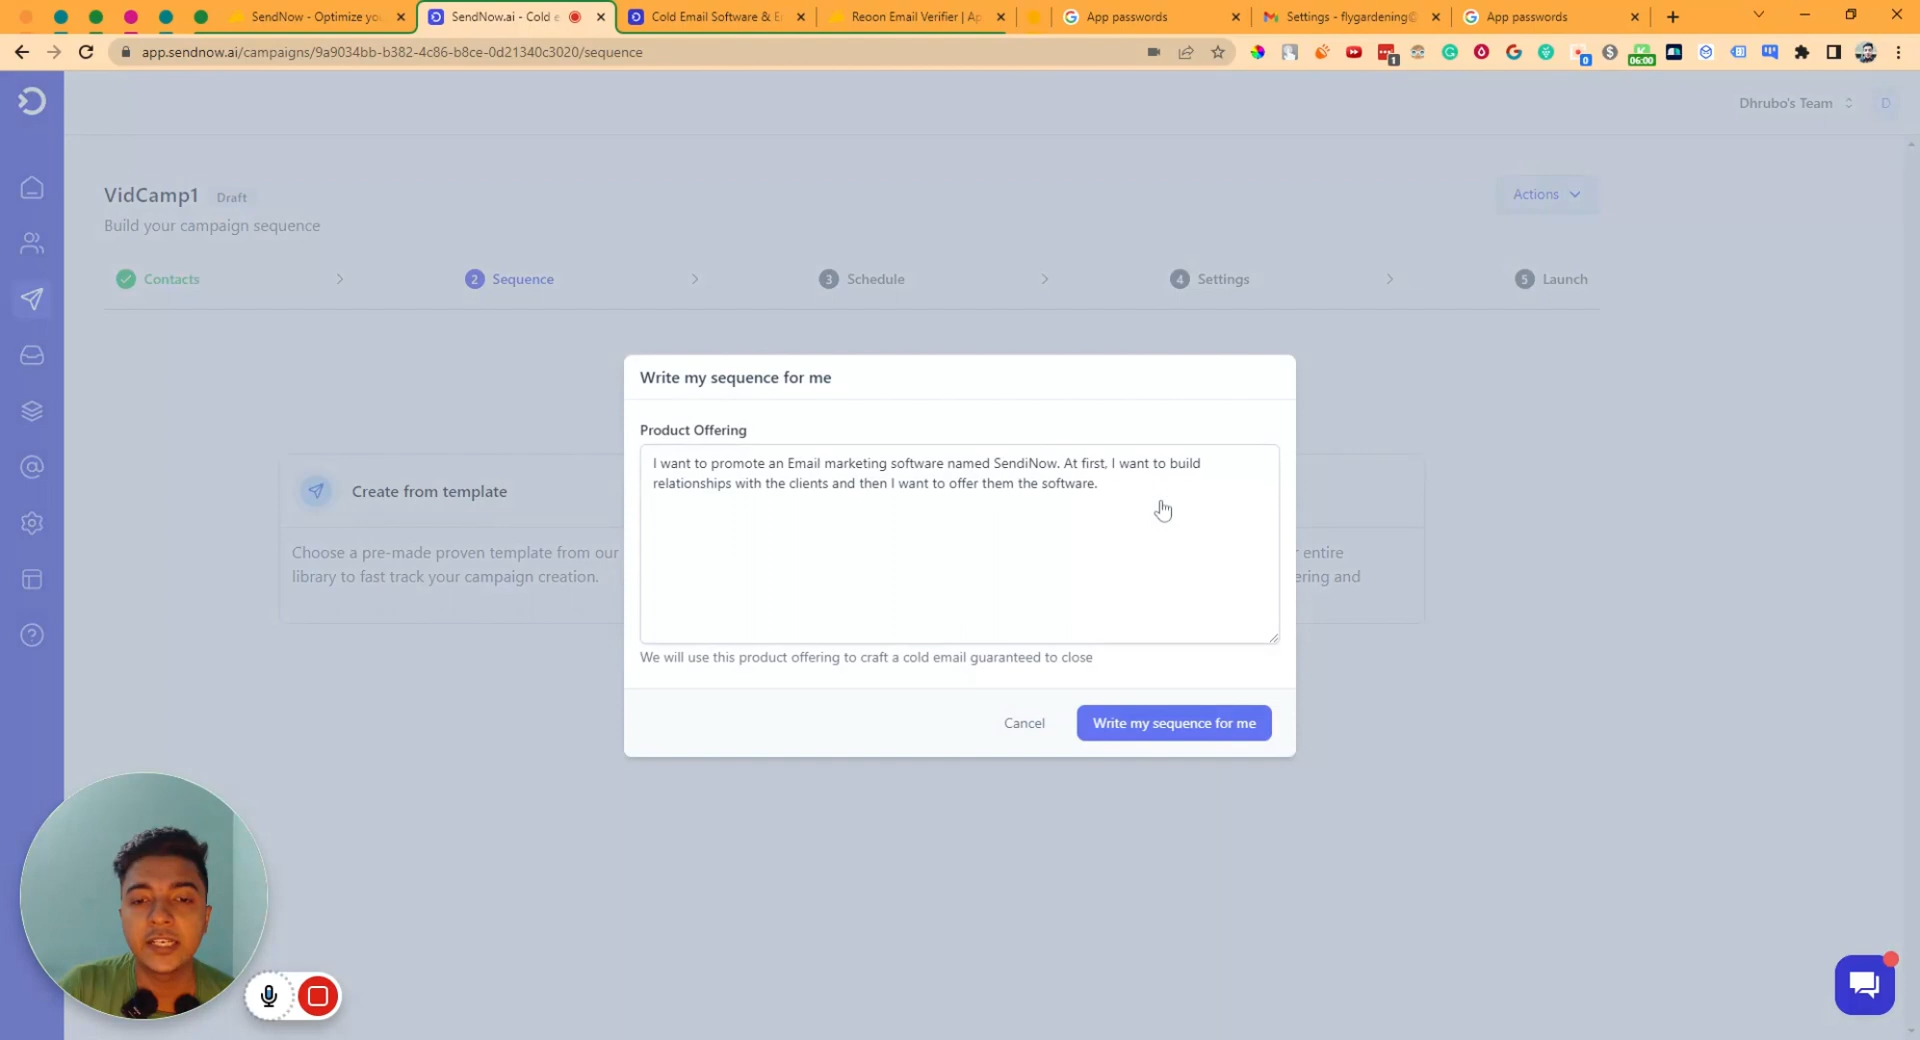 SendNow - Optimize yo
SendNow.ai - Cold e
Cold Email Software & E
Reoon Email Verifier | Ap
App passwords
Settings - flygardening@
App passwords
app.sendnow.ai/campaigns/9a9034bb-b382-4c86-b8ce-0d21340c3020/sequence
1
0
06:00
Dhrubo's Team
D
VidCamp1
Draft
Actions
Build your campaign sequence
Contacts
2 Sequence
3 Schedule
4 Settings
5 Launch
Write my sequence for me
Product Offering
I want to promote an Email marketing software named SendiNow. At first, I want to build
relationships with the clients and then I want to offer them the software.
We will use this product offering to craft a cold email guaranteed to close
Cancel
Write my sequence for me
Create from template
Choose a pre-made proven template from our
library to fast track your campaign creation.
entire
ering and